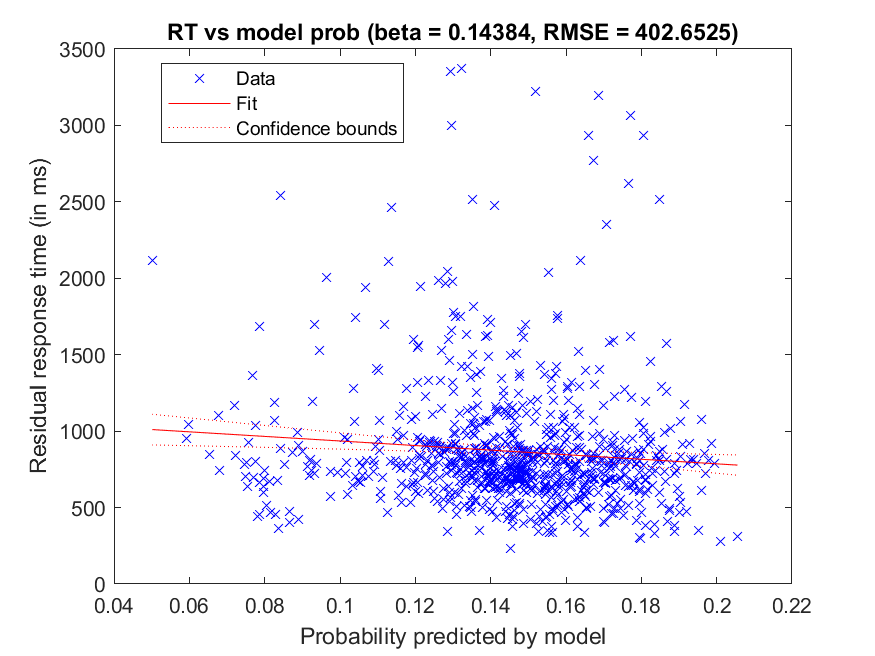 RT vs model prob (beta = 0.14384, RMSE = 402.6525)
3500
3000
2500
2000
1500
1000
500
0
Residual response time (in ms)
Data
Fit
Confidence bounds
0.04 0.06 0.08 0.1 0.12 0.14 0.16 0.18 0.2 0.22
Probability predicted by model